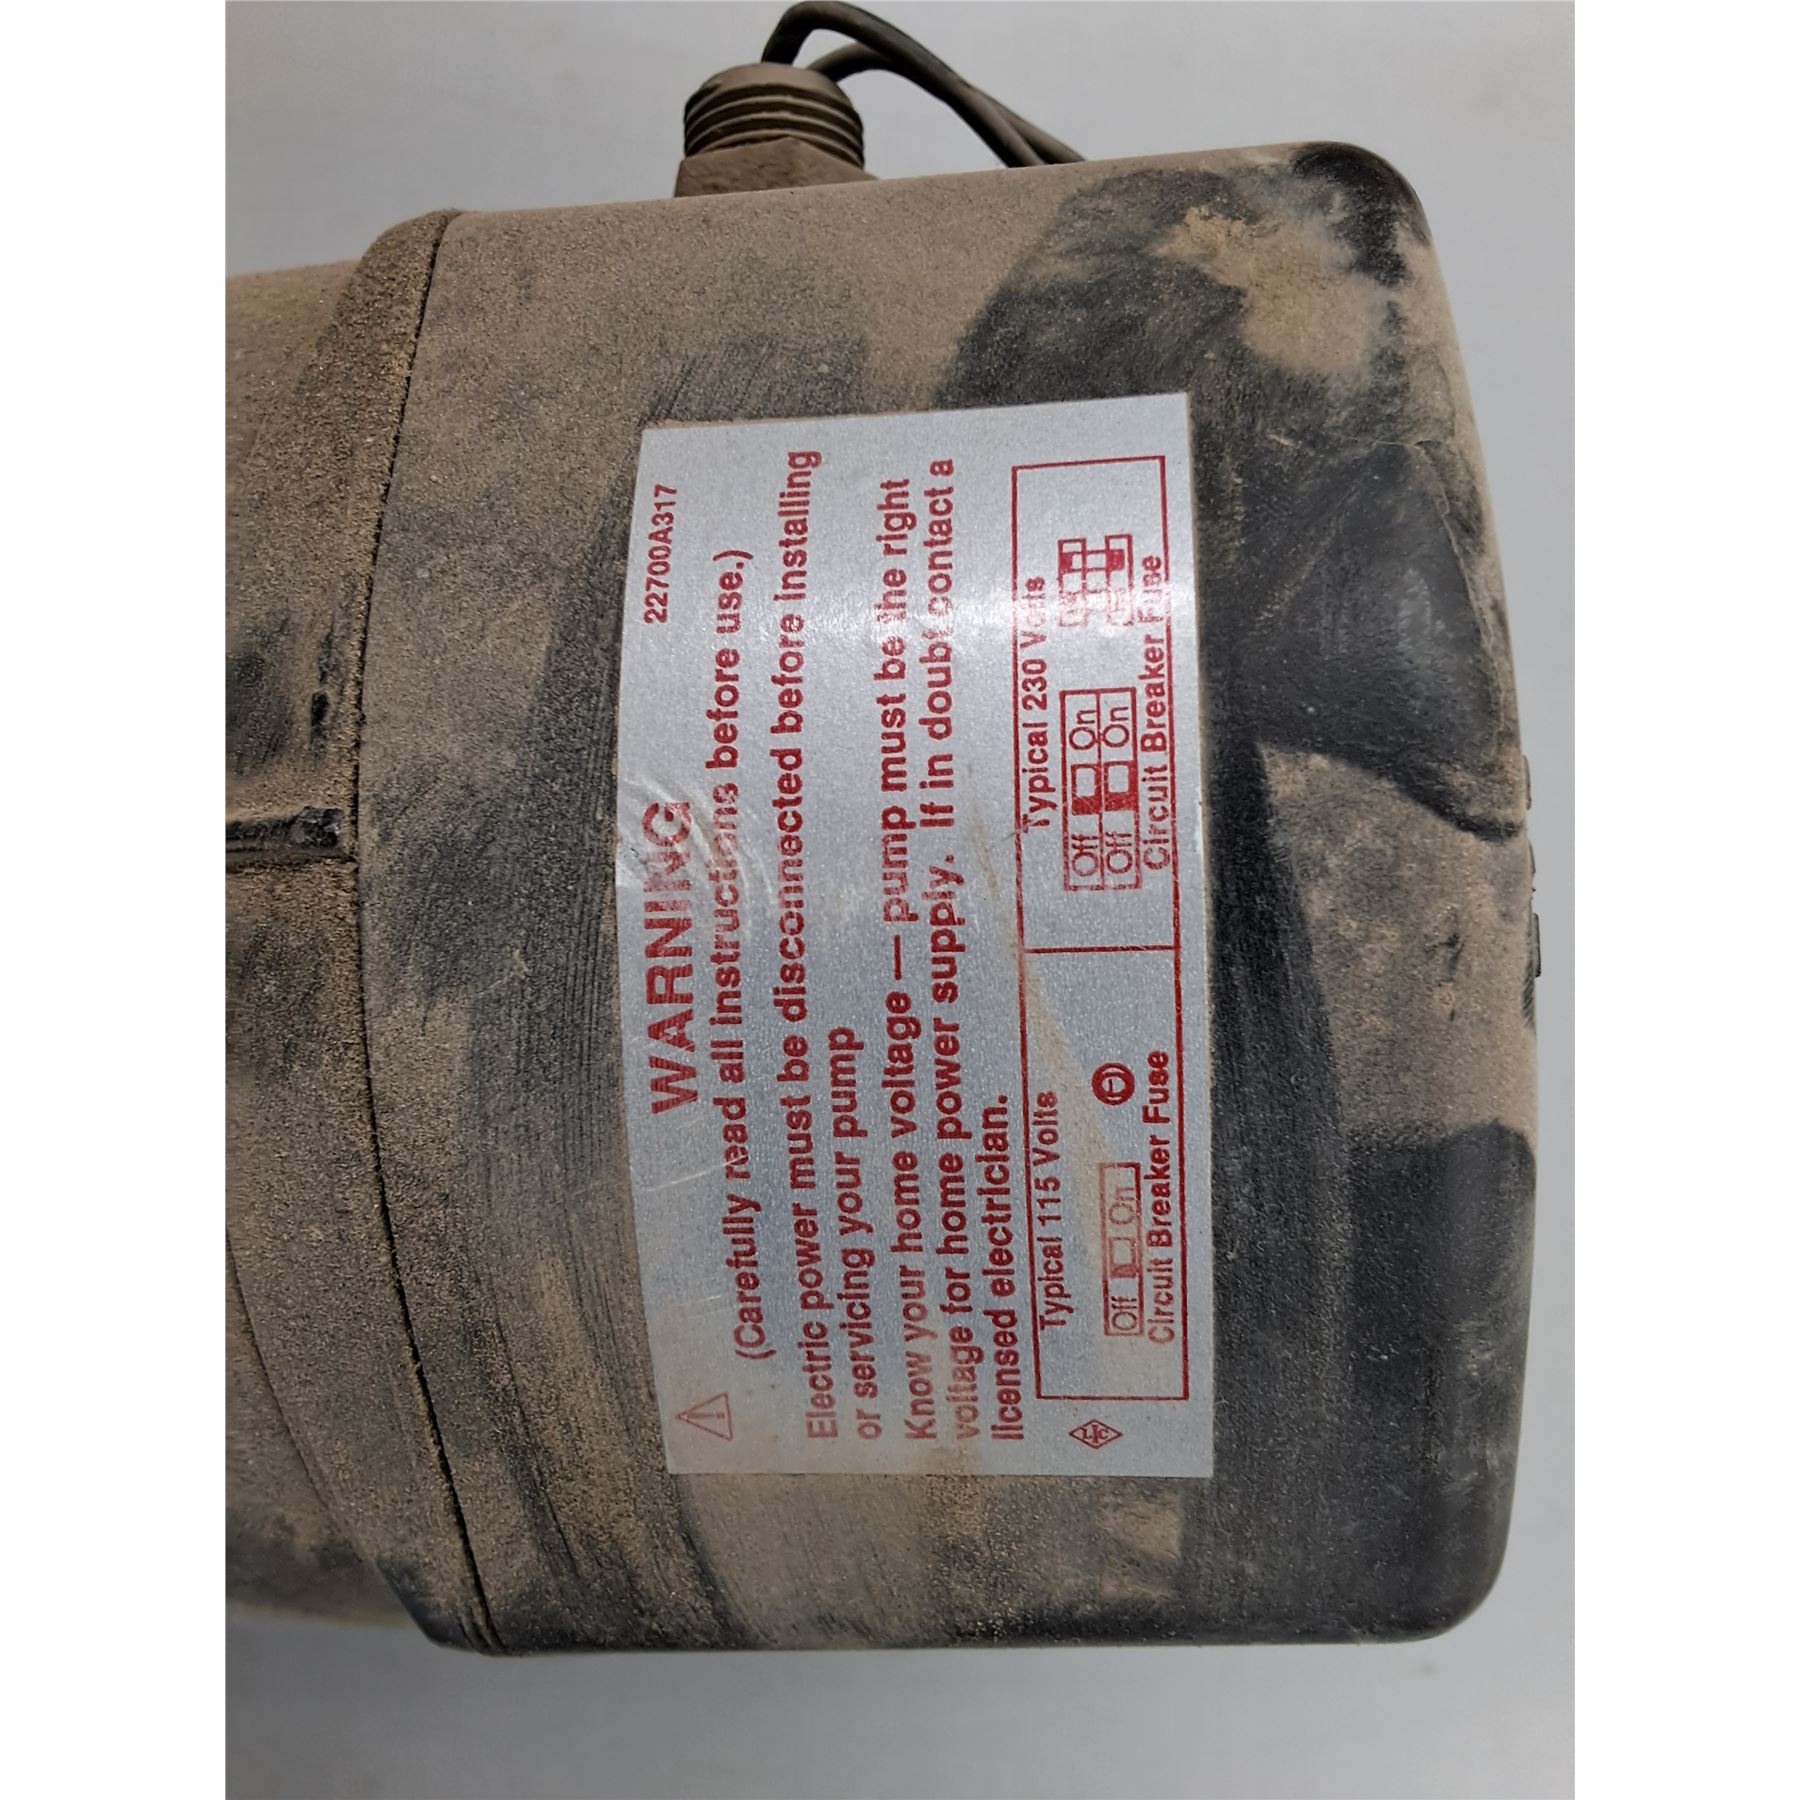 22700A317
WARNING
(Carefully read all instructions before use.)
Electric power must be disconnected before installing
or servicing your pump
Know your home voltage — pump must be the right
voltage for home power supply. If in doubt contact a
licensed electrician.
Typical 115 Volts
Off On
Circuit Breaker Fuse
Typical 230 Volts
Off On
Off On
Circuit Breaker Fuse